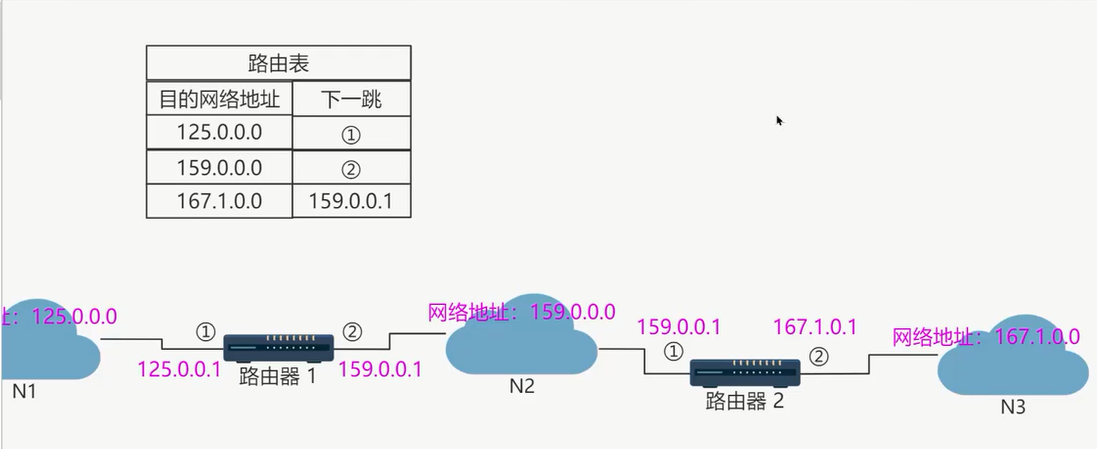 路由表
目的网络地址 下一跳
125.0.0.0 ①
159.0.0.0 ②
167.1.0.0 159.0.0.1
址：125.0.0.0
① ②
125.0.0.1 159.0.0.1
路由器 1
N1
网络地址：159.0.0.0
N2
159.0.0.1 167.1.0.1
① ②
路由器 2
网络地址：167.1.0.0
N3